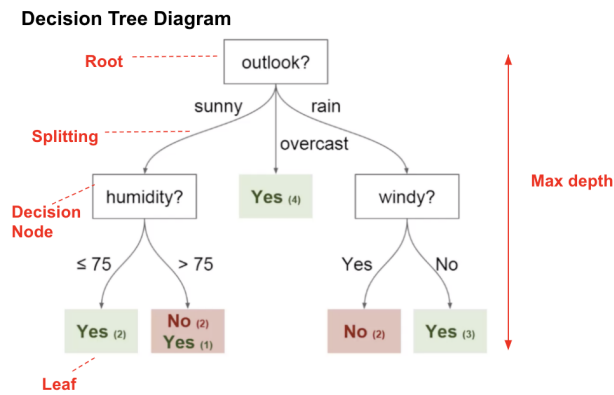 Decision Tree Diagram
Root
outlook?
sunny
rain
Splitting
overcast
Max depth
Decision
Node
humidity?
Yes (4)
windy?
≤ 75
> 75
Yes
No
Yes (2)
No (2)
Yes (1)
No (2)
Yes (3)
Leaf